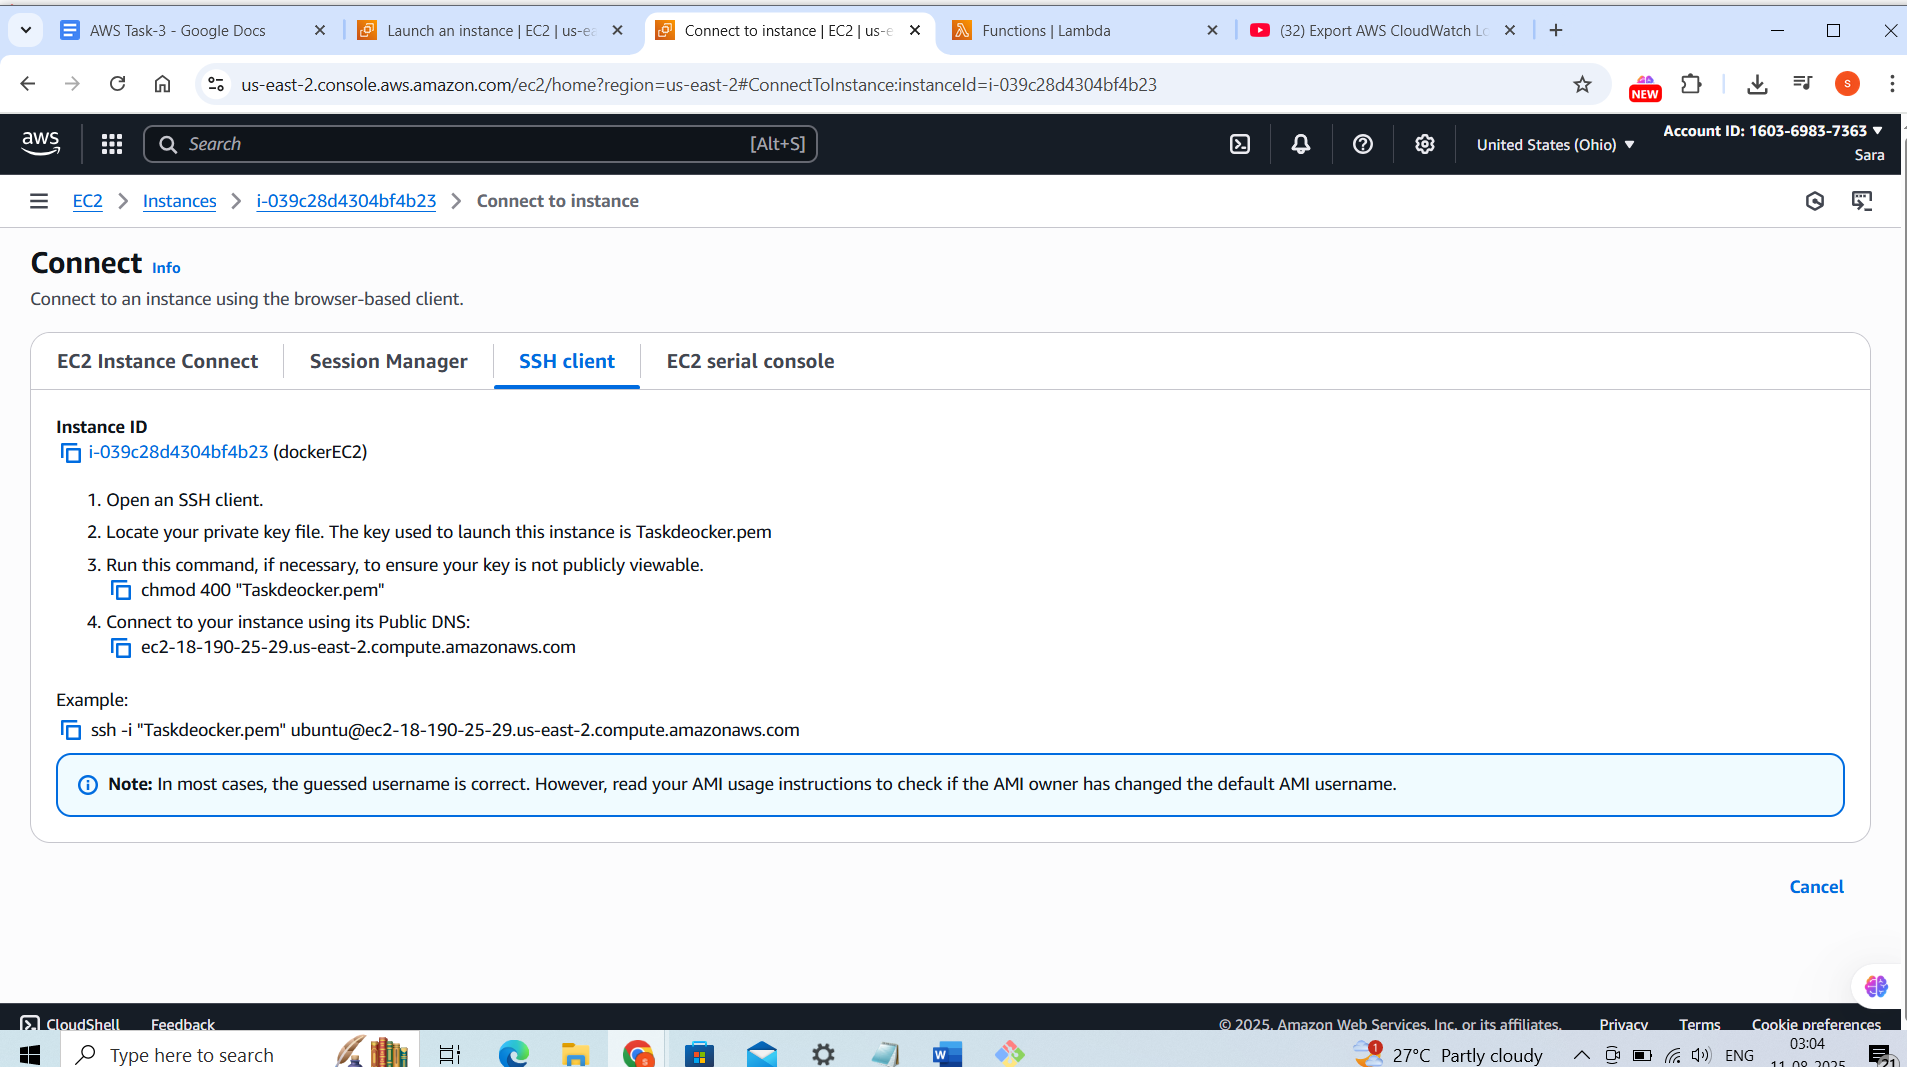 AWS Task-3 - Google Docs
Launch an instance | EC2 | us-ea
Connect to instance | EC2 | us-e
Functions | Lambda
(32) Export AWS CloudWatch Lo
us-east-2.console.aws.amazon.com/ec2/home?region=us-east-2#ConnectToInstance:instanceId=i-039c28d4304bf4b23
NEW
S
aws
Search
[Alt+S]
United States (Ohio)
Account ID: 1603-6983-7363
Sara
EC2
Instances
i-039c28d4304bf4b23
Connect to instance
Connect
Info
Connect to an instance using the browser-based client.
EC2 Instance Connect
Session Manager
SSH client
EC2 serial console
Instance ID
i-039c28d4304bf4b23 (dockerEC2)
1. Open an SSH client.
2. Locate your private key file. The key used to launch this instance is Taskdeocker.pem
3. Run this command, if necessary, to ensure your key is not publicly viewable.
chmod 400 "Taskdeocker.pem"
4. Connect to your instance using its Public DNS:
ec2-18-190-25-29.us-east-2.compute.amazonaws.com
Example:
ssh -i "Taskdeocker.pem" ubuntu@ec2-18-190-25-29.us-east-2.compute.amazonaws.com
Note: In most cases, the guessed username is correct. However, read your AMI usage instructions to check if the AMI owner has changed the default AMI username.
Cancel
CloudShell
Feedback
© 2025, Amazon Web Services, Inc. or its affiliates.
Privacy
Terms
Cookie preferences
Type here to search
1
27°C Partly cloudy
ENG
03:04
11-08-2025
21